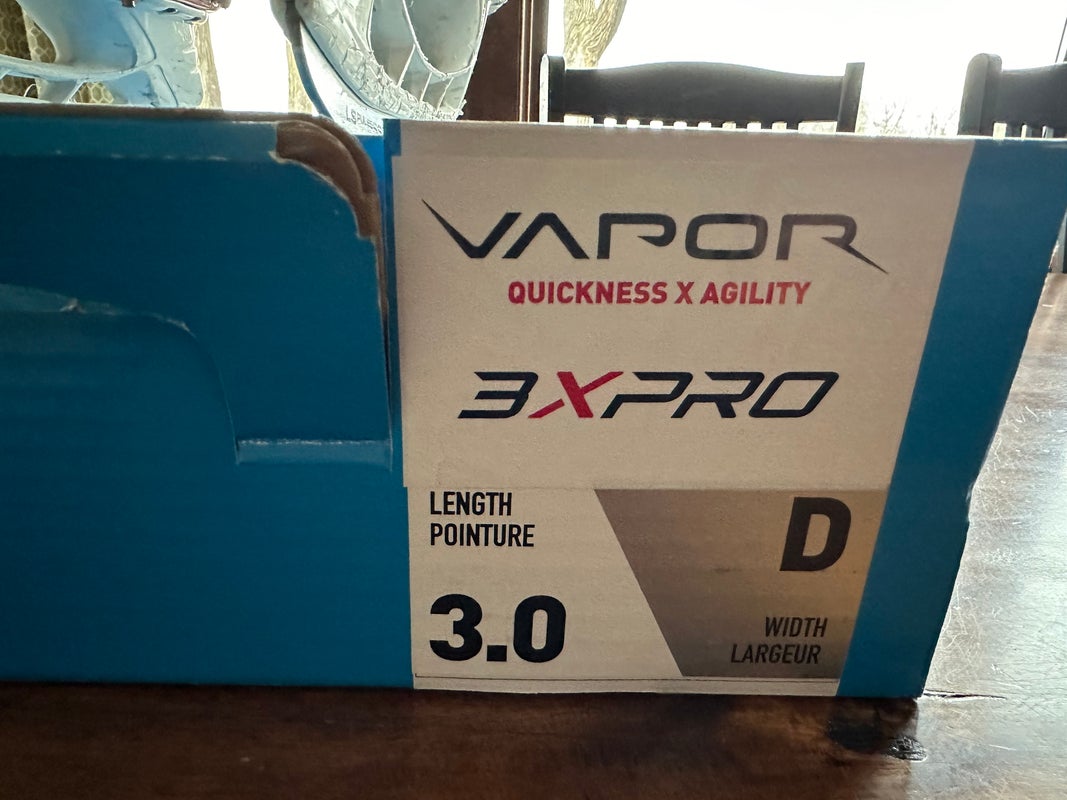 VAPOR
QUICKNESS X AGILITY
3XPRO
LENGTH
POINTURE
3.0
D
WIDTH
LARGEUR